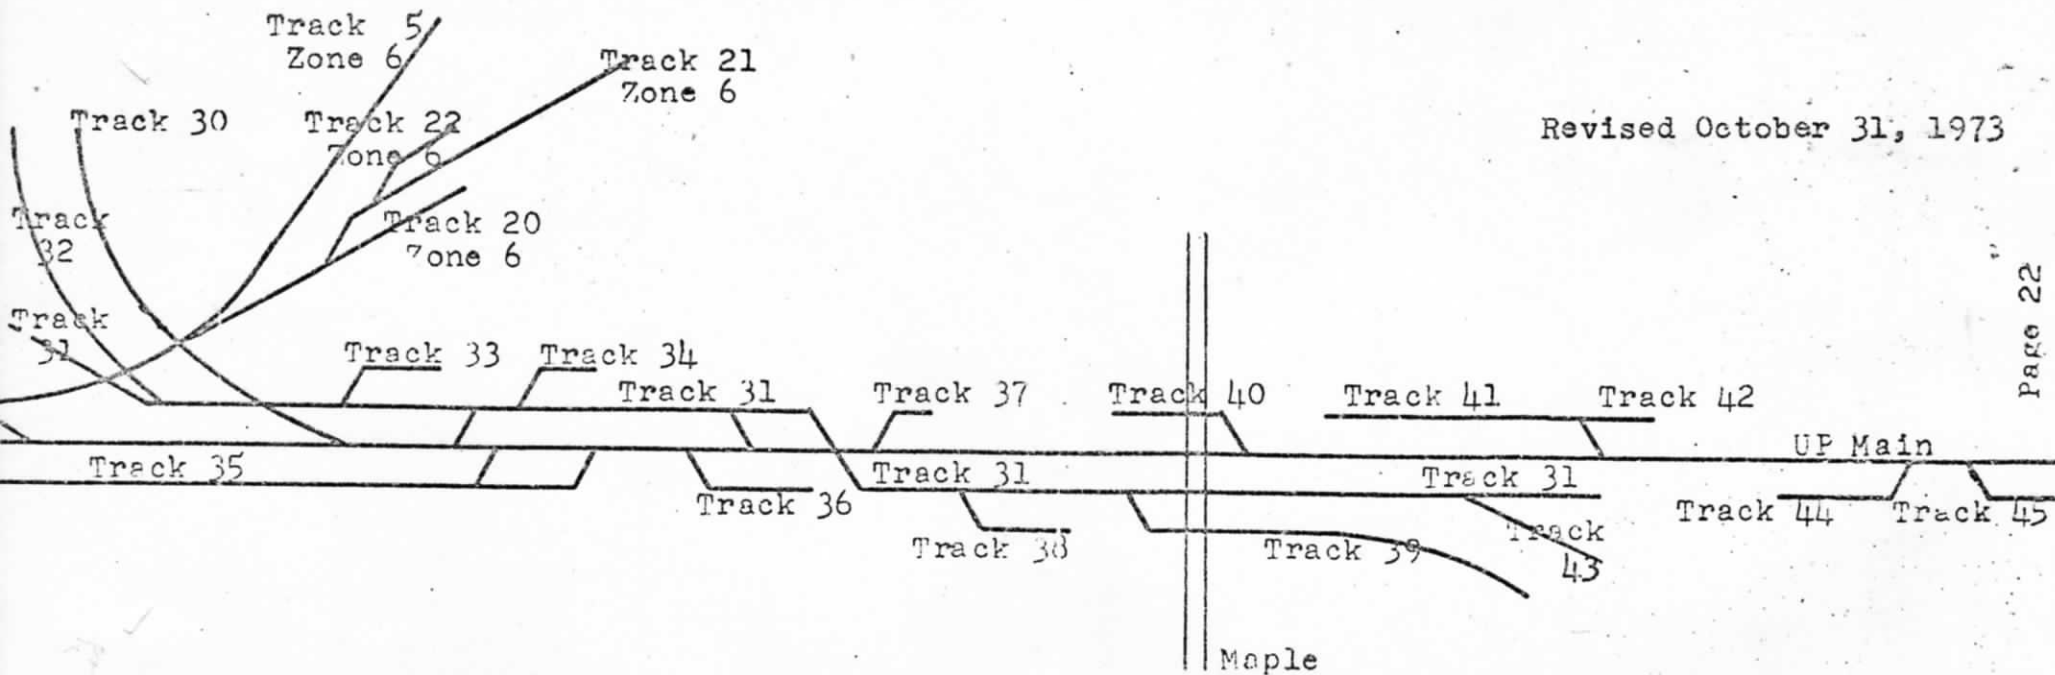 Track 5
Zone 6
Track 21
Zone 6
Track 30
Track 22
Zone 6
Revised October 31, 1973
Track
32
Track 20
Zone 6
Page 22
Track
31
Track 33
Track 34
Track 31
Track 37
Track 40
Track 41
Track 42
UP Main
Track 35
Track 31
Track 31
Track 36
Track 44
Track 45
Track 38
Track 39
Track
43
Maple